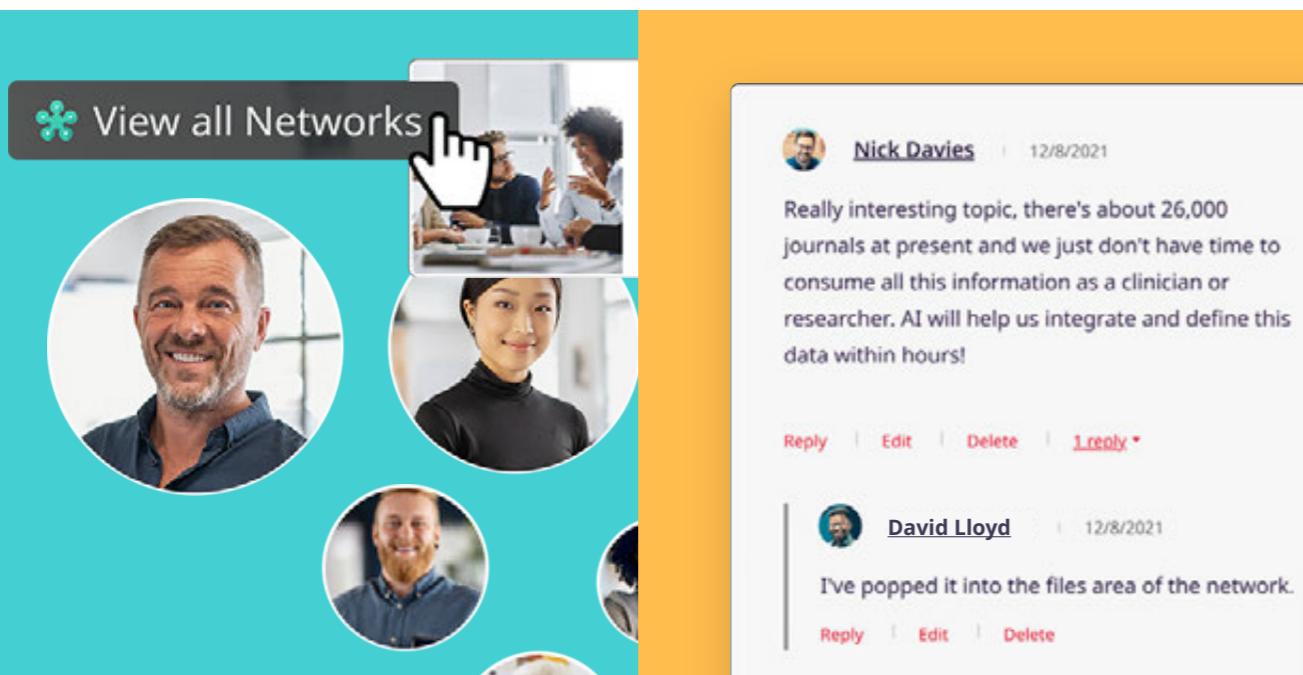 View all Networks
Nick Davies 12/8/2021
Really interesting topic, there's about 26,000
journals at present and we just don't have time to
consume all this information as a clinician or
researcher. AI will help us integrate and define this
data within hours!
Reply Edit Delete 1 reply
David Lloyd 12/8/2021
I've popped it into the files area of the network.
Reply Edit Delete